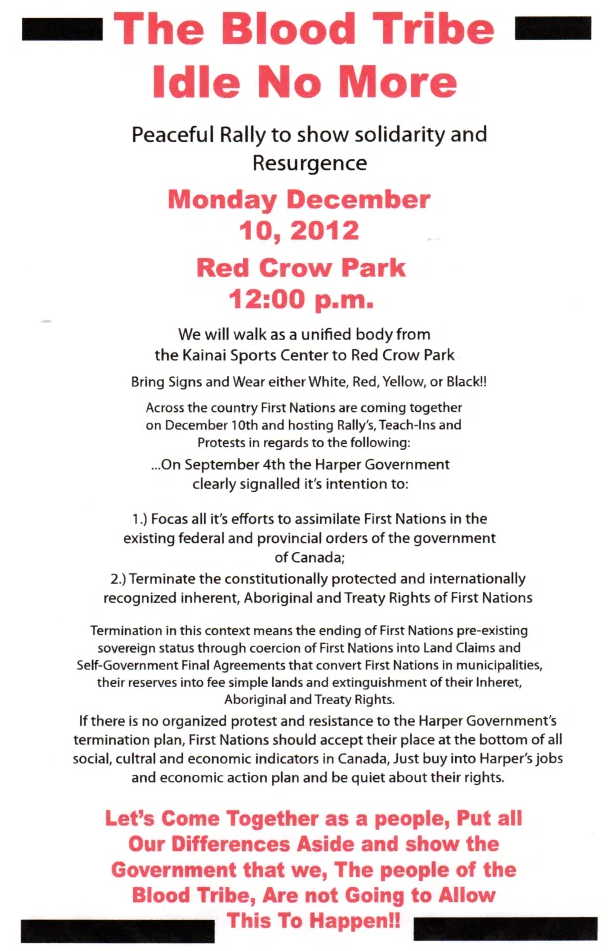 The Blood Tribe
Idle No More
Peaceful Rally to show solidarity and
Resurgence
Monday December
10, 2012
Red Crow Park
12:00 p.m.
We will walk as a unified body from
the Kainai Sports Center to Red Crow Park
Bring Signs and Wear either White, Red, Yellow, or Black!!
Across the country First Nations are coming together
on December 10th and hosting Rally's, Teach-Ins and
Protests in regards to the following:
...On September 4th the Harper Government
clearly signalled it's intention to:
1.) Focas all it's efforts to assimilate First Nations in the
existing federal and provincial orders of the government
of Canada;
2.) Terminate the constitutionally protected and internationally
recognized inherent, Aboriginal and Treaty Rights of First Nations
Termination in this context means the ending of First Nations pre-existing
sovereign status through coercion of First Nations into Land Claims and
Self-Government Final Agreements that convert First Nations in municipalities,
their reserves into fee simple lands and extinguishment of their Inheret,
Aboriginal and Treaty Rights.
If there is no organized protest and resistance to the Harper Government's
termination plan, First Nations should accept their place at the bottom of all
social, cultral and economic indicators in Canada, Just buy into Harper's jobs
and economic action plan and be quiet about their rights.
Let's Come Together as a people, Put all
Our Differences Aside and show the
Government that we, The people of the
Blood Tribe, Are not Going to Allow
This To Happen!!